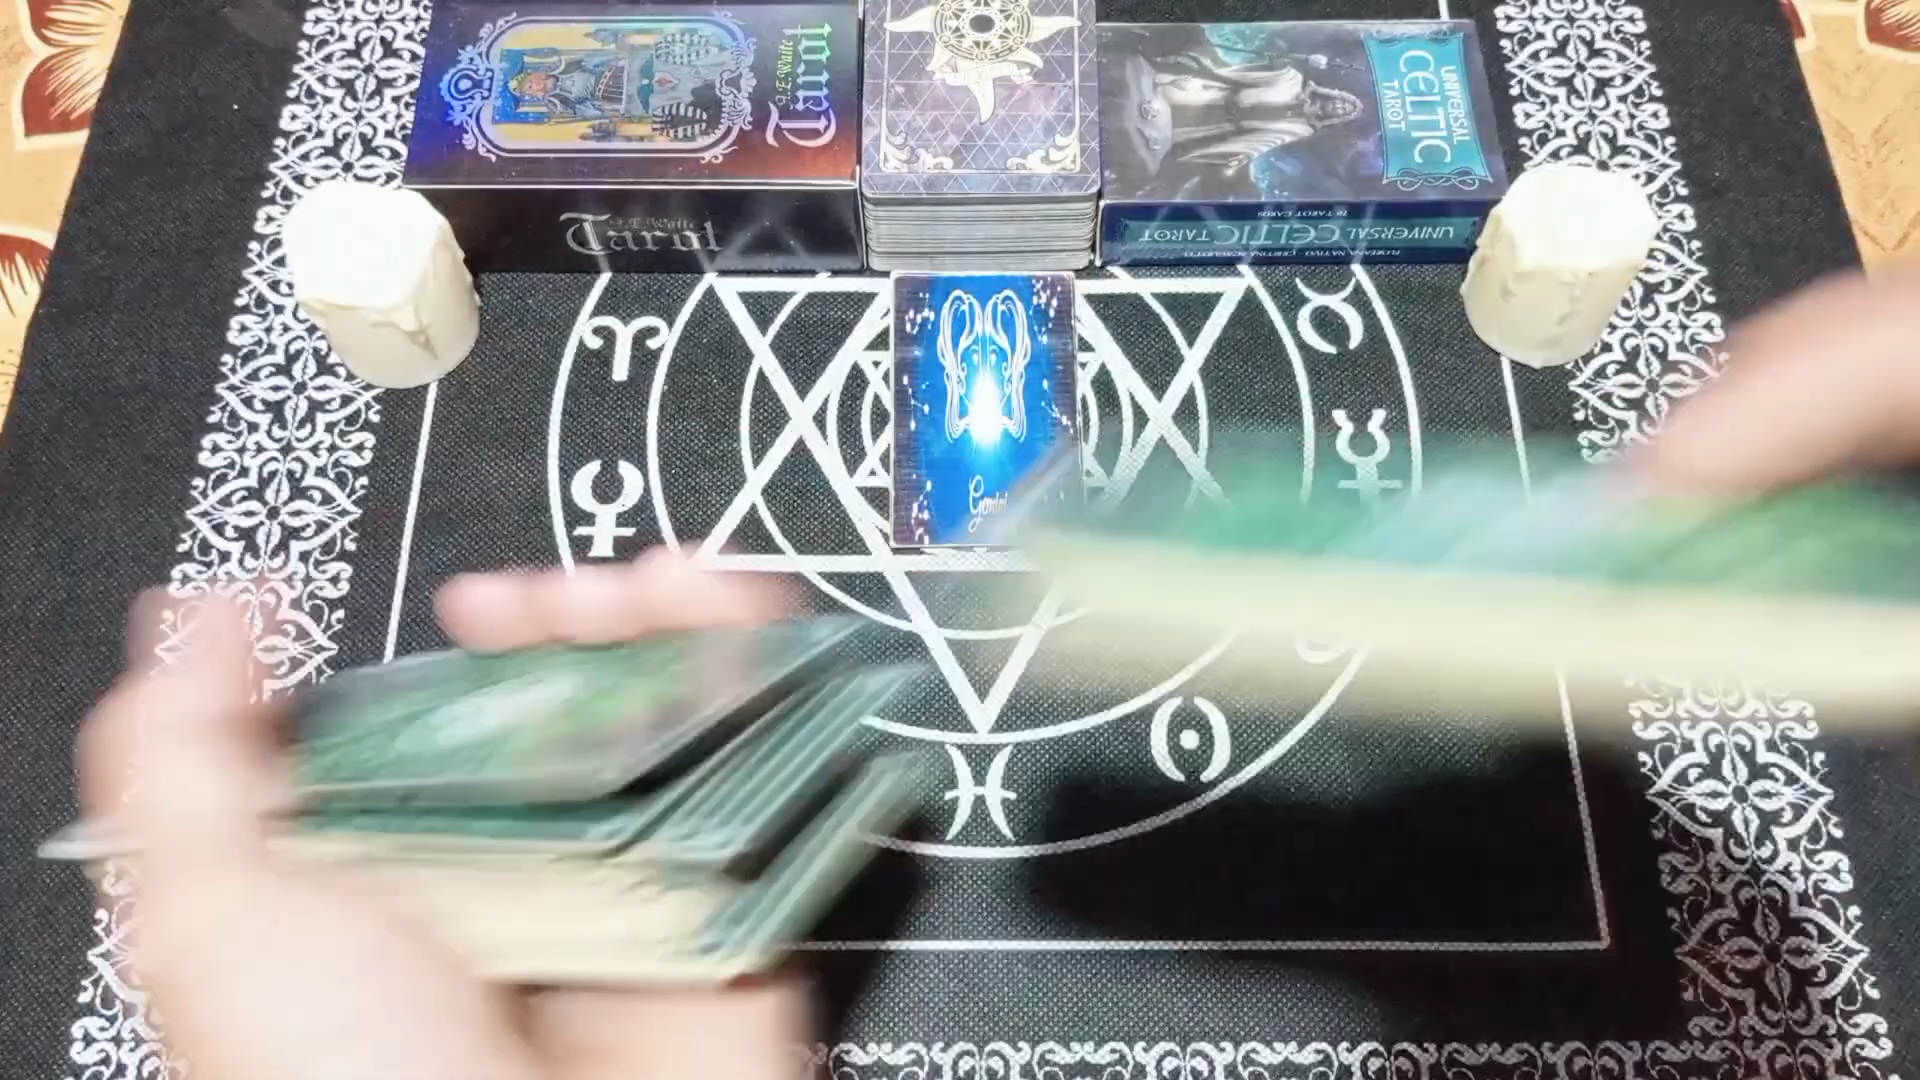 A.E. Waite
Tarot
A.E. Waite
Tarot
UNIVERSAL
CELTIC
TAROT
78 TAROT CARDS
UNIVERSAL CELTIC TAROT
Gemini